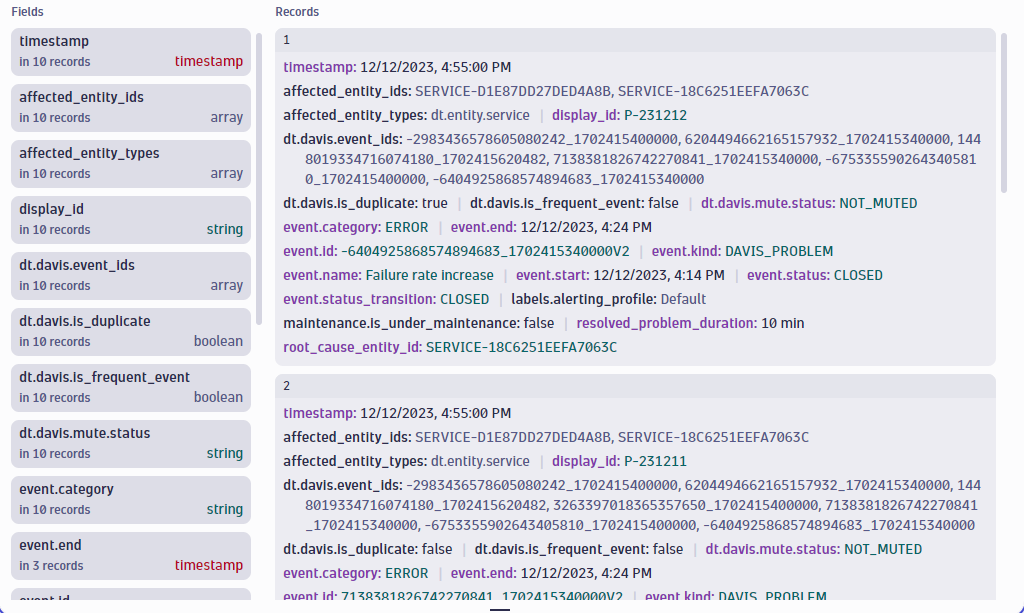 Fields
timestamp
in 10 records timestamp
affected_entity_ids
in 10 records array
affected_entity_types
in 10 records array
display_id
in 10 records string
dt.davis.event_ids
in 10 records array
dt.davis.is_duplicate
in 10 records boolean
dt.davis.is_frequent_event
in 10 records boolean
dt.davis.mute.status
in 10 records string
event.category
in 10 records string
event.end
in 3 records timestamp
event.id
Records
1
timestamp: 12/12/2023, 4:55:00 PM
affected_entity_ids: SERVICE-D1E87DD27DED4A8B, SERVICE-18C6251EEFA7063C
affected_entity_types: dt.entity.service | display_id: P-231212
dt.davis.event_ids: -2983436578605080242_1702415400000, 6204494662165157932_1702415340000, 144
8019334716074180_1702415620482, 7138381826742270841_1702415340000, -675335590264340581
0_1702415400000, -6404925868574894683_1702415340000
dt.davis.is_duplicate: true | dt.davis.is_frequent_event: false | dt.davis.mute.status: NOT_MUTED
event.category: ERROR | event.end: 12/12/2023, 4:24 PM
event.id: -6404925868574894683_1702415340000V2 | event.kind: DAVIS_PROBLEM
event.name: Failure rate increase | event.start: 12/12/2023, 4:14 PM | event.status: CLOSED
event.status_transition: CLOSED | labels.alerting_profile: Default
maintenance.is_under_maintenance: false | resolved_problem_duration: 10 min
root_cause_entity_id: SERVICE-18C6251EEFA7063C
2
timestamp: 12/12/2023, 4:55:00 PM
affected_entity_ids: SERVICE-D1E87DD27DED4A8B, SERVICE-18C6251EEFA7063C
affected_entity_types: dt.entity.service | display_id: P-231211
dt.davis.event_ids: -2983436578605080242_1702415400000, 6204494662165157932_1702415340000, 144
8019334716074180_1702415620482, 3263397018365357650_1702415400000, 7138381826742270841
_1702415340000, -6753355902643405810_1702415400000, -6404925868574894683_1702415340000
dt.davis.is_duplicate: false | dt.davis.is_frequent_event: false | dt.davis.mute.status: NOT_MUTED
event.category: ERROR | event.end: 12/12/2023, 4:24 PM
event.id: 7138381826742270841_1702415340000V2 | event.kind: DAVIS_PROBLEM